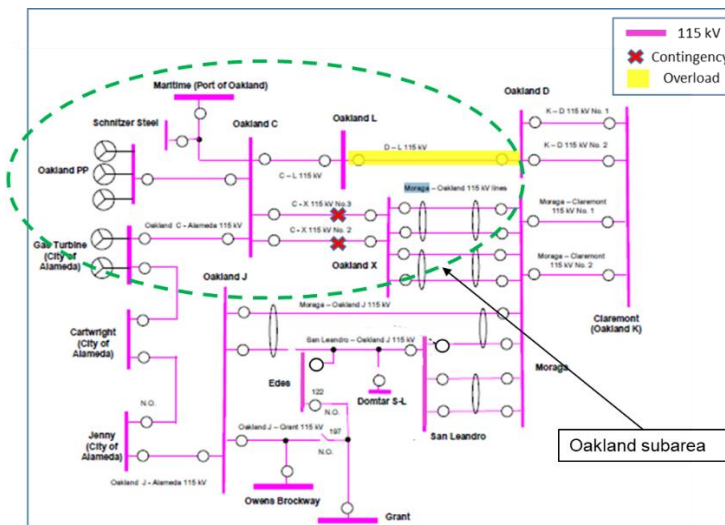 115 kV
Contingency
Overload
Maritime (Port of Oakland)
Schnitzer Steel
Oakland C
Oakland L
Oakland D
K – D 115 kV No. 1
K – D 115 kV No. 2
D – L 115 kV
Oakland PP
C – L 115 kV
Moraga – Oakland 115 kV lines
C - X 115 kV No.3
C - X 115 kV No. 2
Moraga – Claremont
115 kV No. 1
Oakland C - Alameda 115 kV
Gas Turbine (City of
Alameda)
Oakland X
Moraga – Claremont
115 kV No. 2
Oakland J
Moraga – Oakland J 115 kV
Claremont
(Oakland K)
Cartwright
(City of
Alameda)
San Leandro – Oakland J 115 kV
Edes
Moraga
122
N.O.
Domtar S-L
N.O.
Oakland J – Grant 115 kV
197
N.O.
San Leandro
Oakland subarea
Jenny (City of
Alameda)
Oakland J - Alameda 115 kV
Owens Brockway
Grant